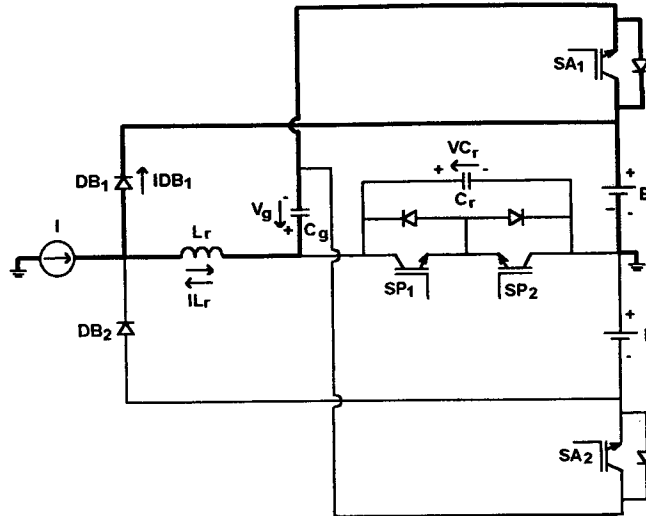 SA1
VCr
+ -
DB1
IDB1
Vg
-
+
Cg
Cr
+
-
-
I
Lr
ILr
SP1
SP2
DB2
+
-
SA2